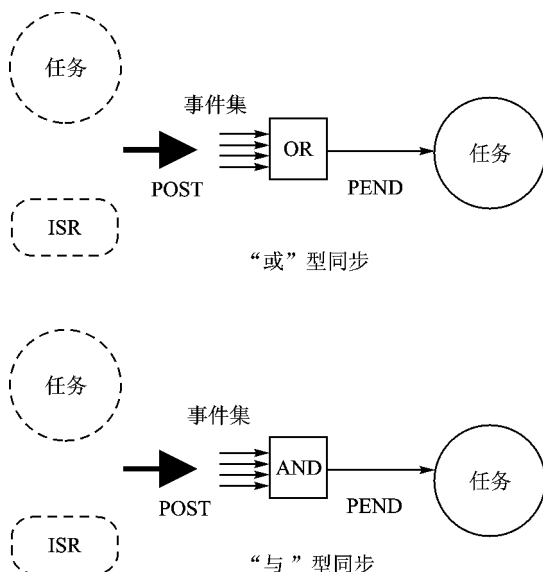 任务
事件集
OR
任务
POST
PEND
ISR
“或”型同步
任务
事件集
AND
任务
POST
PEND
ISR
“与”型同步